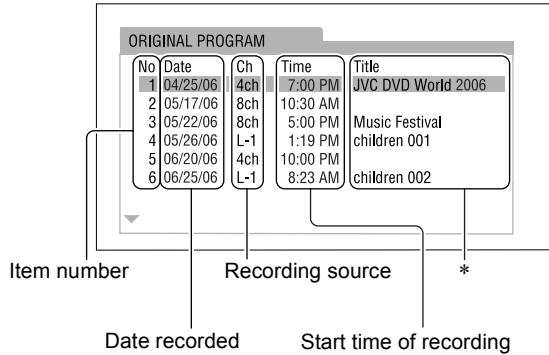 ORIGINAL PROGRAM
No Date Ch Time Title
1 04/25/06 4ch 7:00 PM JVC DVD World 2006
2 05/17/06 8ch 10:30 AM
3 05/22/06 8ch 5:00 PM Music Festival
4 05/26/06 L-1 1:19 PM children 001
5 06/20/06 4ch 10:00 PM
6 06/25/06 L-1 8:23 AM children 002
Item number Recording source *
Date recorded Start time of recording